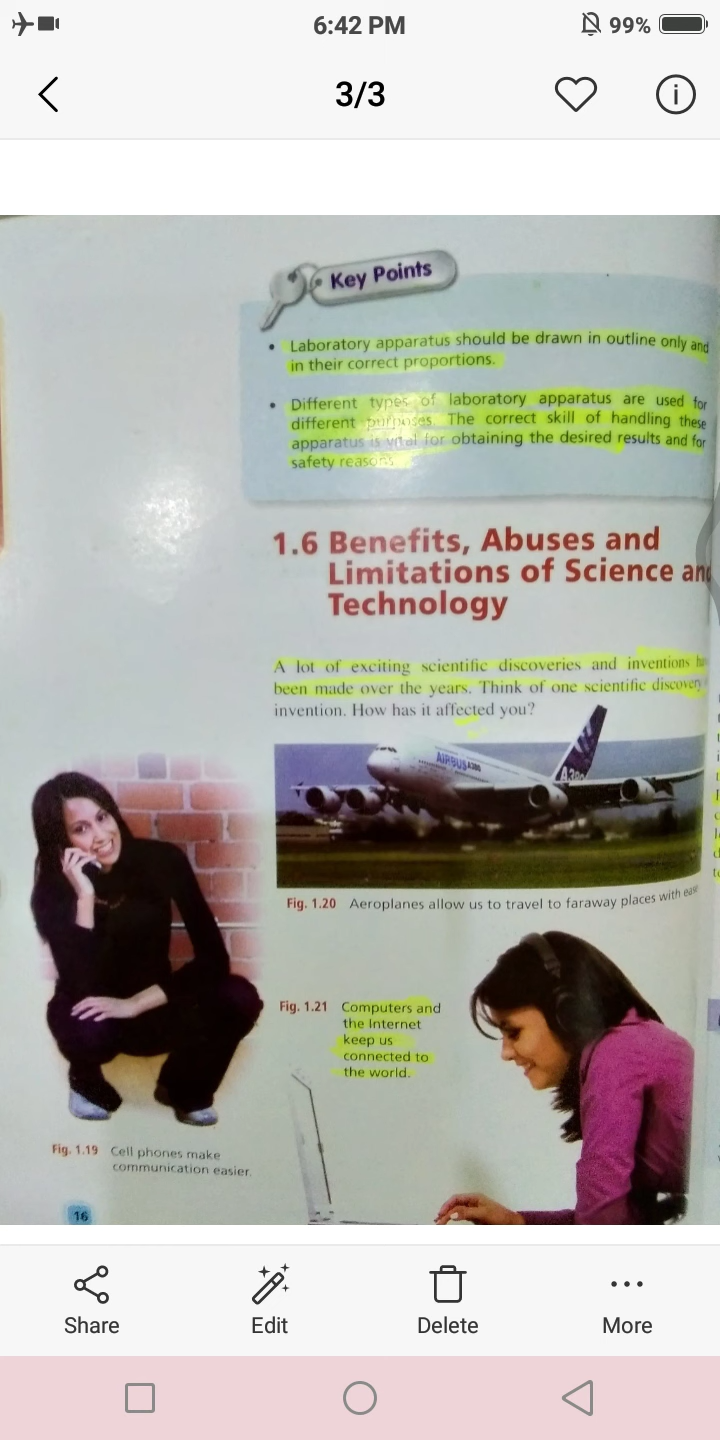 6:42 PM
99%
3/3
Key Points
• Laboratory apparatus should be drawn in outline only and
in their correct proportions.
• Different types of laboratory apparatus are used for
different purposes. The correct skill of handling these
apparatus is vital for obtaining the desired results and for
safety reasons.
1.6 Benefits, Abuses and
Limitations of Science and
Technology
A lot of exciting scientific discoveries and inventions
been made over the years. Think of one scientific discovery
invention. How has it affected you?
AIRBUS A380
A380
Fig. 1.20 Aeroplanes allow us to travel to faraway places with ease
Fig. 1.21 Computers and
the Internet
keep us
connected to
the world.
Fig. 1.19 Cell phones make
communication easier.
16
Share
Edit
Delete
More